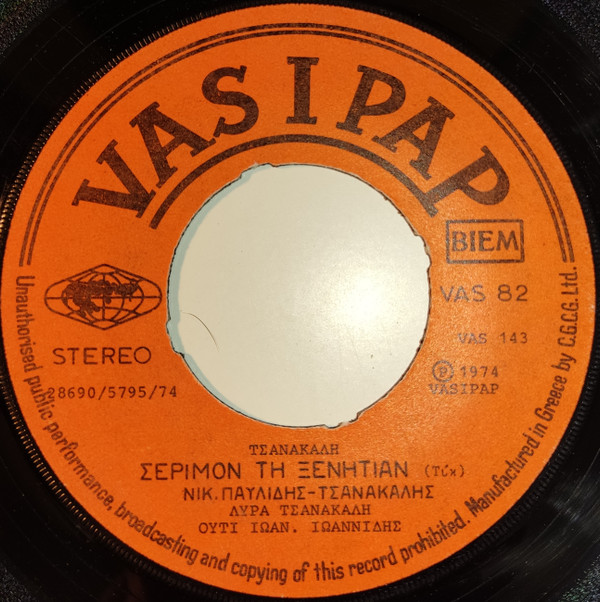 VASIPAP
BIEM
VAS 82
VAS 143
STEREO
℗ 1974
VASIPAP
28690/5795/74
ΤΣΑΝΑΚΑΛΗ
ΣΕΡΙΜΟΝ ΤΗ ΞΕΝΗΤΙΑΝ
ΝΙΚ. ΠΑΥΛΙΔΗΣ-ΤΣΑΝΑΚΑΛΗΣ
ΛΥΡΑ ΤΣΑΝΑΚΑΛΗ
ΟΥΤΙ ΙΩΑΝ. ΙΩΑΝΝΙΔΗΣ
Unauthorised public performance, broadcasting and copying of this record prohibited. Manufactured in Greece by C.G.C.G. Ltd.